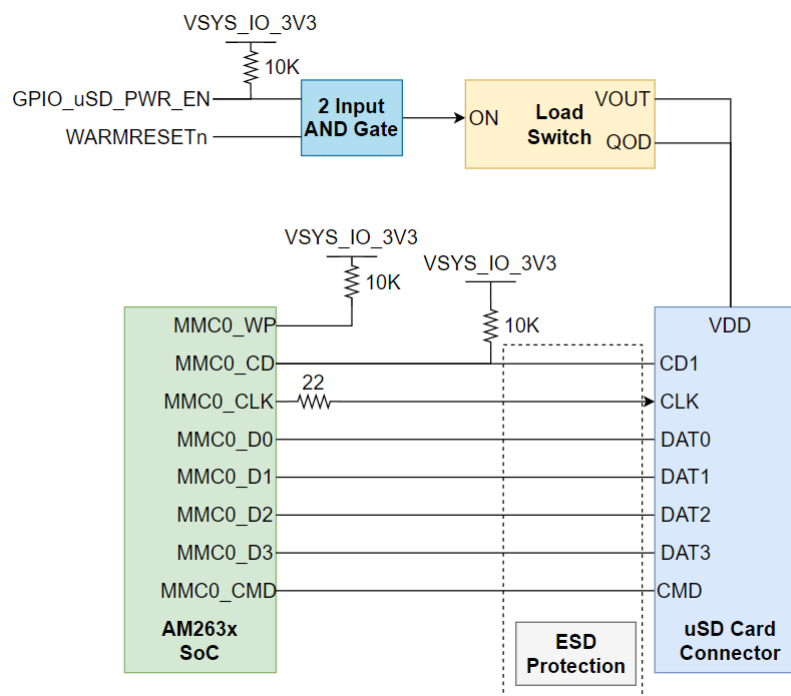 VSYS_IO_3V3
10K
GPIO_uSD_PWR_EN
WARMRESETn
2 Input
AND Gate
ON
Load
Switch
VOUT
QOD
VSYS_IO_3V3
10K
VSYS_IO_3V3
10K
MMC0_WP
MMC0_CD
MMC0_CLK
MMC0_D0
MMC0_D1
MMC0_D2
MMC0_D3
MMC0_CMD
AM263x
SoC
22
ESD
Protection
VDD
CD1
CLK
DAT0
DAT1
DAT2
DAT3
CMD
uSD Card
Connector